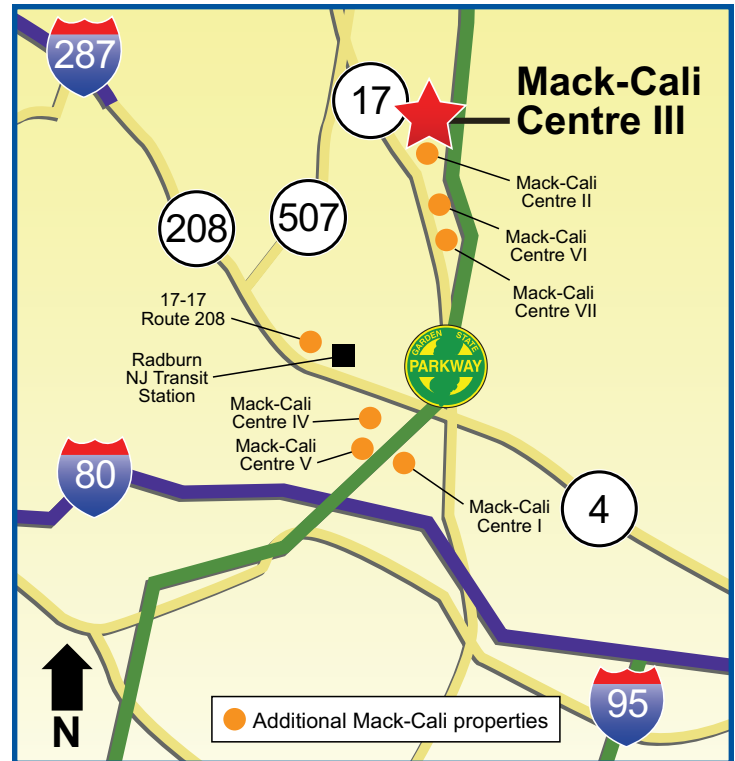 287
17
Mack-Cali
Centre III
Mack-Cali
Centre II
208
507
Mack-Cali
Centre VI
Mack-Cali
Centre VII
17-17
Route 208
Radburn
NJ Transit
Station
GARDEN STATE
PARKWAY
Mack-Cali
Centre IV
Mack-Cali
Centre V
80
Mack-Cali
Centre I
4
N
Additional Mack-Cali properties
95